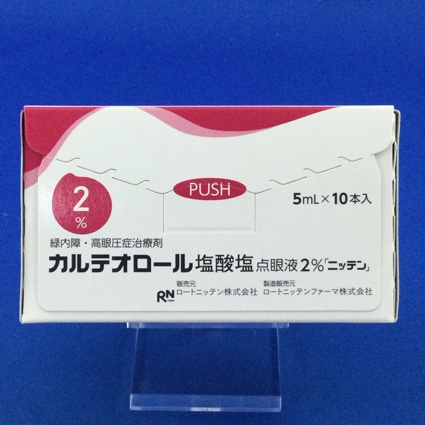 PUSH
2
%
5mL×10本入
緑内障・高眼圧症治療剤
カルテオロール塩酸塩点眼液2%「ニッテン」
RN
販売元
ロートニッテン株式会社
製造販売元
ロートニッテンファーマ株式会社